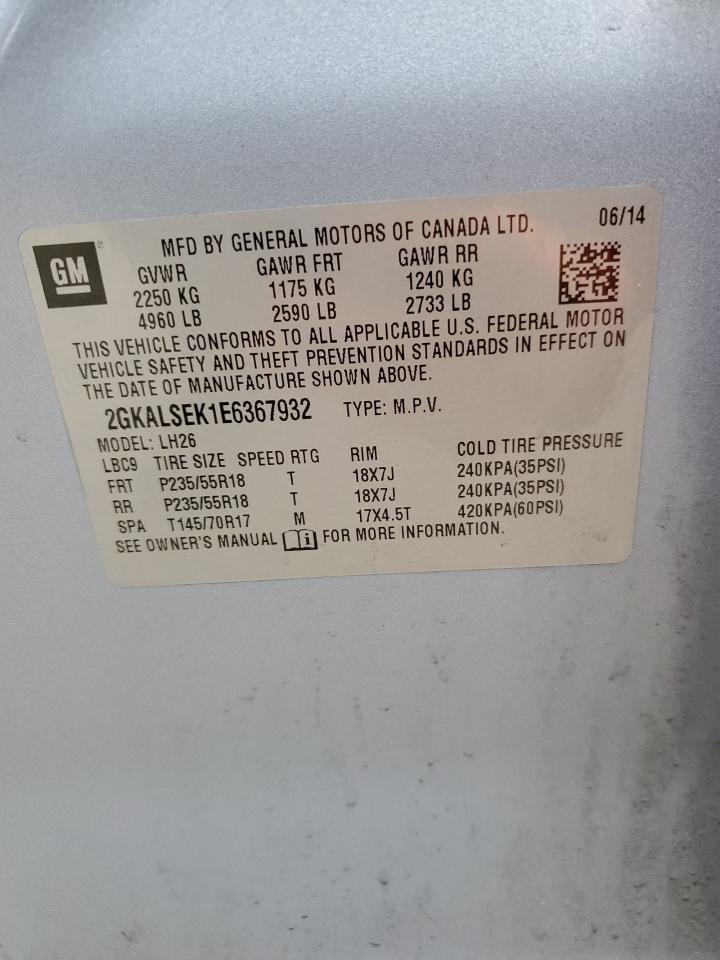 GM
MFD BY GENERAL MOTORS OF CANADA LTD. 06/14
GVWR GAWR FRT GAWR RR
2250 KG 1175 KG 1240 KG
4960 LB 2590 LB 2733 LB
THIS VEHICLE CONFORMS TO ALL APPLICABLE U.S. FEDERAL MOTOR
VEHICLE SAFETY AND THEFT PREVENTION STANDARDS IN EFFECT ON
THE DATE OF MANUFACTURE SHOWN ABOVE.
2GKALSEK1E6367932 TYPE: M.P.V.
MODEL: LH26
LBC9 TIRE SIZE SPEED RTG RIM COLD TIRE PRESSURE
FRT P235/55R18 T 18X7J 240KPA(35PSI)
RR P235/55R18 T 18X7J 240KPA(35PSI)
SPA T145/70R17 M 17X4.5T 420KPA(60PSI)
SEE OWNER'S MANUAL i FOR MORE INFORMATION.